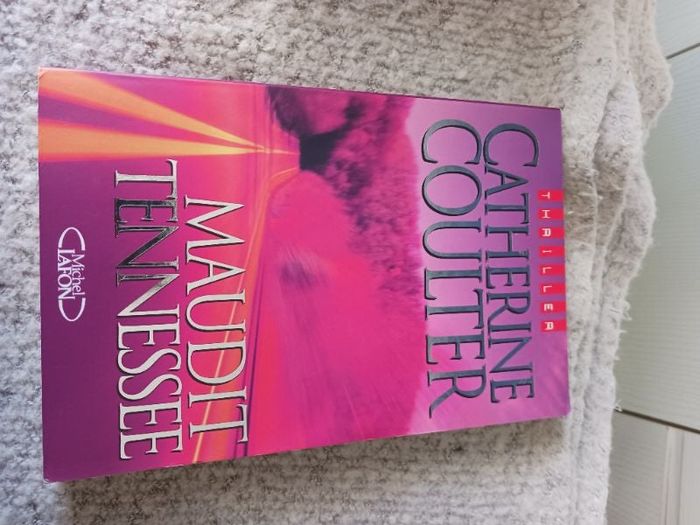 THRILLER
CATHERINE
COULTER
MAUDIT
TENNESSEE
Michel
LAFON